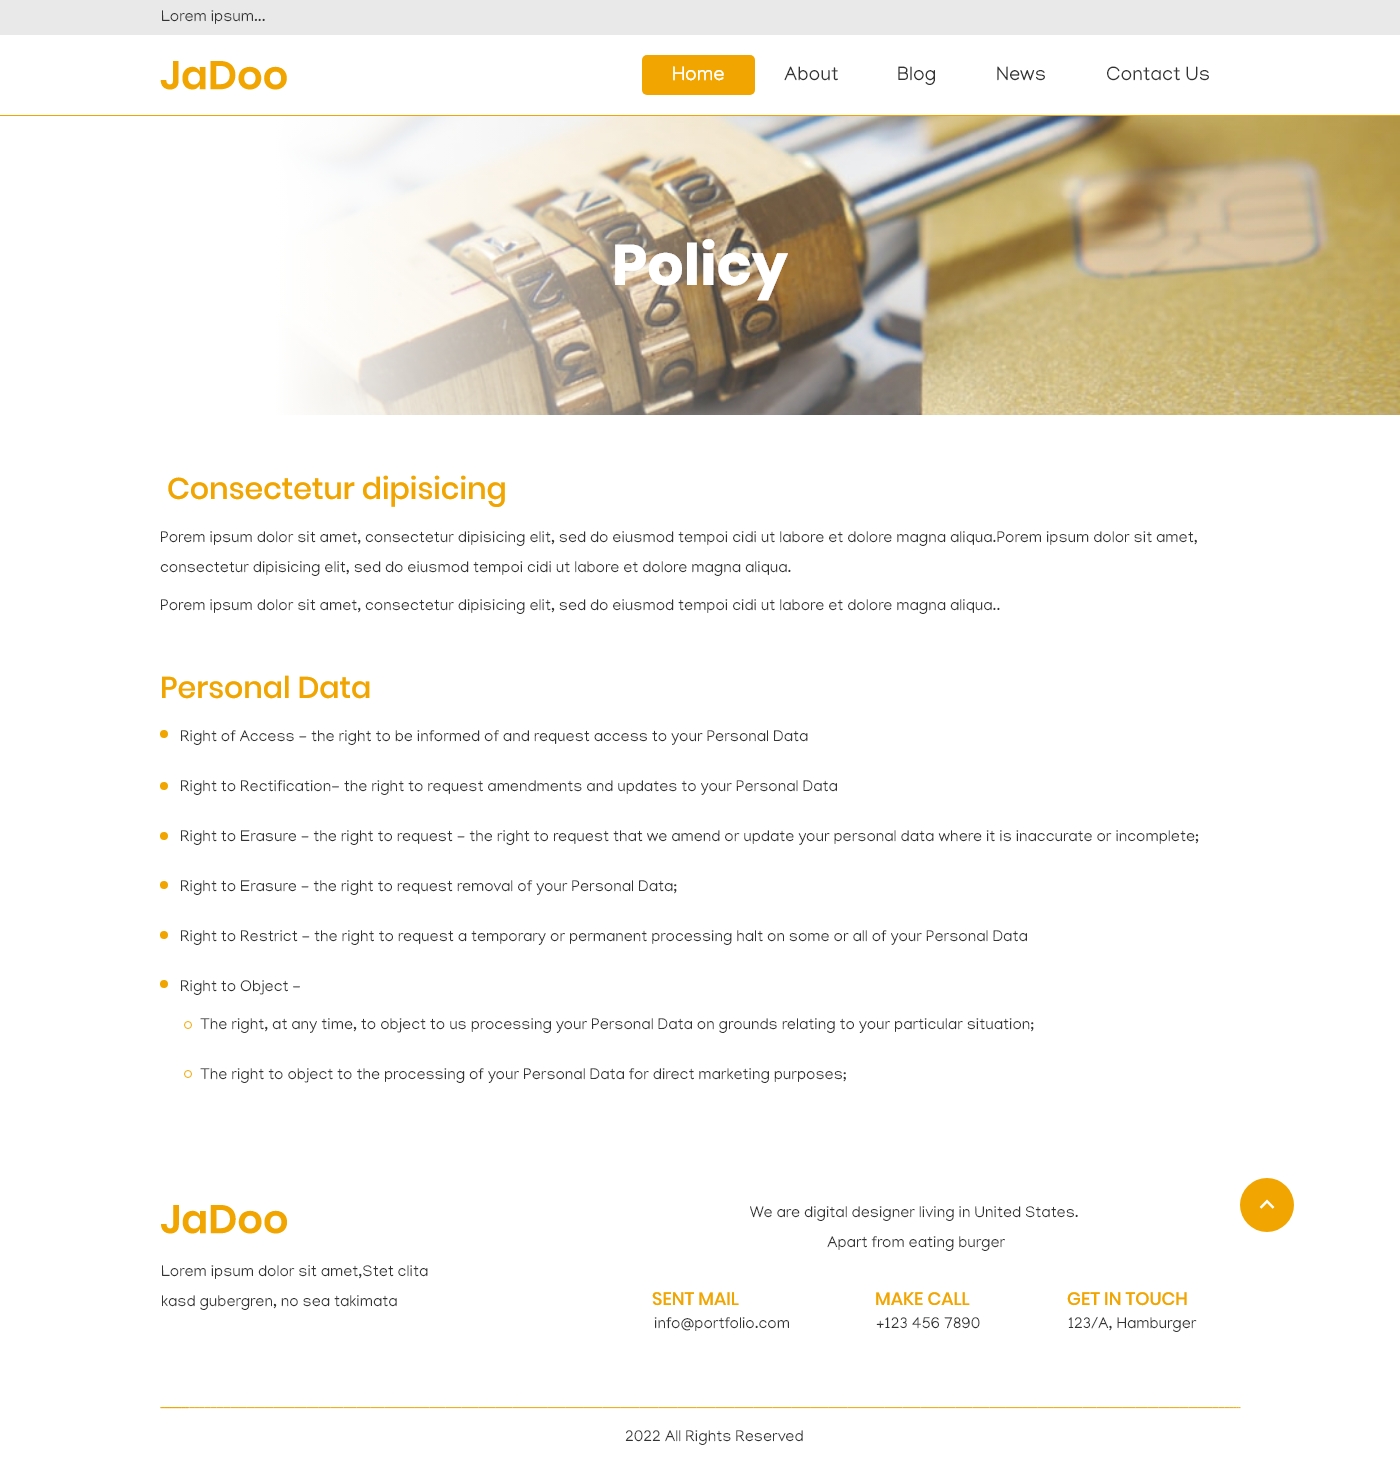 Lorem ipsum...
JaDoo
Home About Blog News Contact Us
Policy
Consectetur dipisicing
Porem ipsum dolor sit amet, consectetur dipisicing elit, sed do eiusmod tempoi cidi ut labore et dolore magna aliqua.Porem ipsum dolor sit amet,
consectetur dipisicing elit, sed do eiusmod tempoi cidi ut labore et dolore magna aliqua.
Porem ipsum dolor sit amet, consectetur dipisicing elit, sed do eiusmod tempoi cidi ut labore et dolore magna aliqua..
Personal Data
Right of Access - the right to be informed of and request access to your Personal Data
Right to Rectification- the right to request amendments and updates to your Personal Data
Right to Erasure - the right to request - the right to request that we amend or update your personal data where it is inaccurate or incomplete;
Right to Erasure - the right to request removal of your Personal Data;
Right to Restrict - the right to request a temporary or permanent processing halt on some or all of your Personal Data
Right to Object -
The right, at any time, to object to us processing your Personal Data on grounds relating to your particular situation;
The right to object to the processing of your Personal Data for direct marketing purposes;
JaDoo
Lorem ipsum dolor sit amet,Stet clita
kasd gubergren, no sea takimata
We are digital designer living in United States.
Apart from eating burger
SENT MAIL MAKE CALL GET IN TOUCH
info@portfolio.com +123 456 7890 123/A, Hamburger
2022 All Rights Reserved